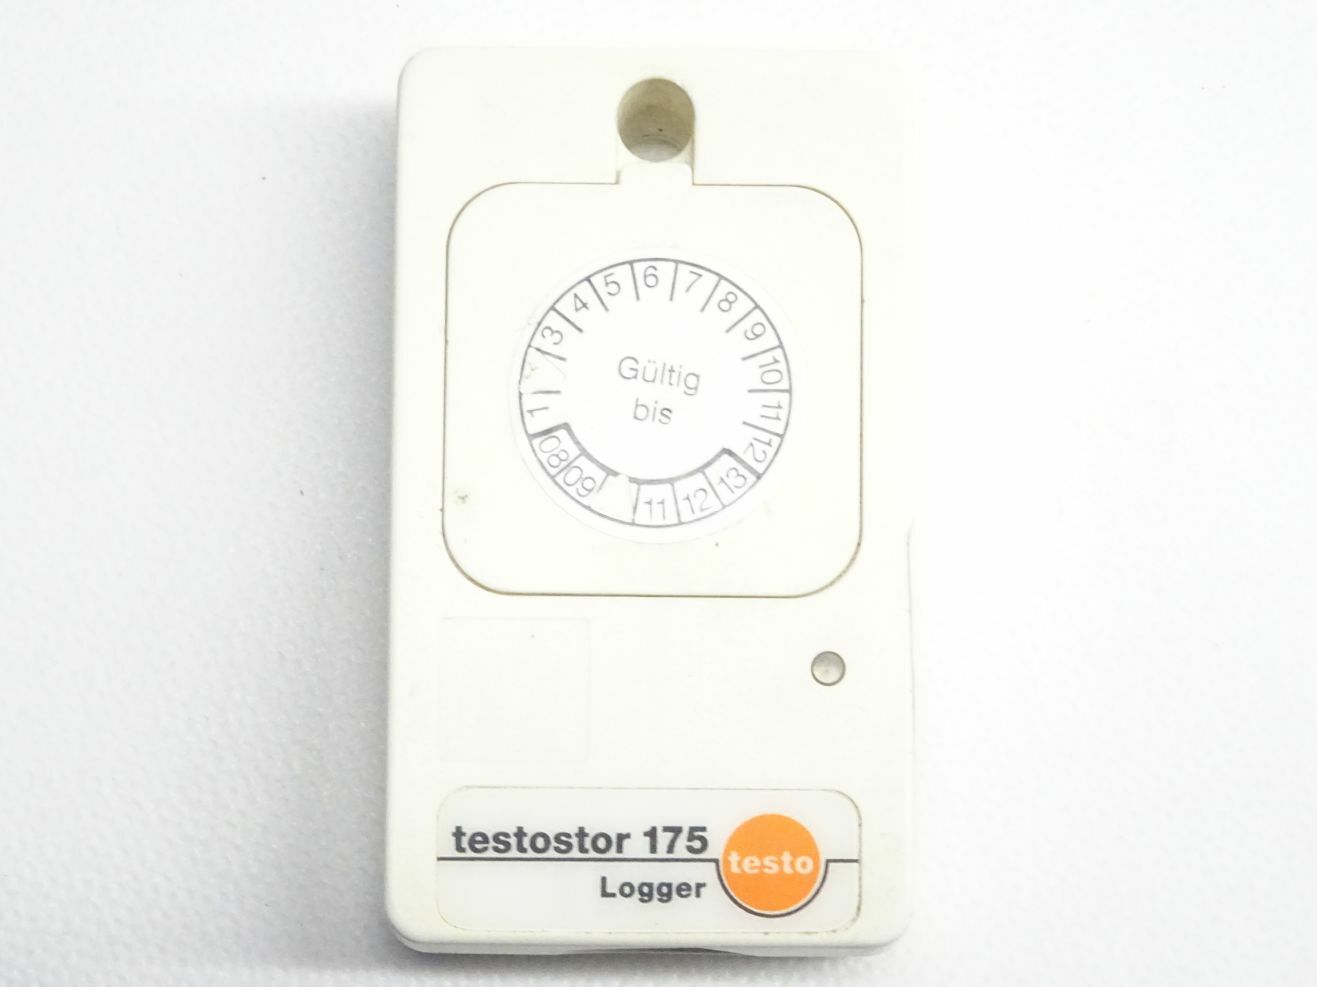 1 3 4 5 6 7 8 9 10 11 12
Gültig
bis
08 09 11 12 13
testostor 175
testo
Logger